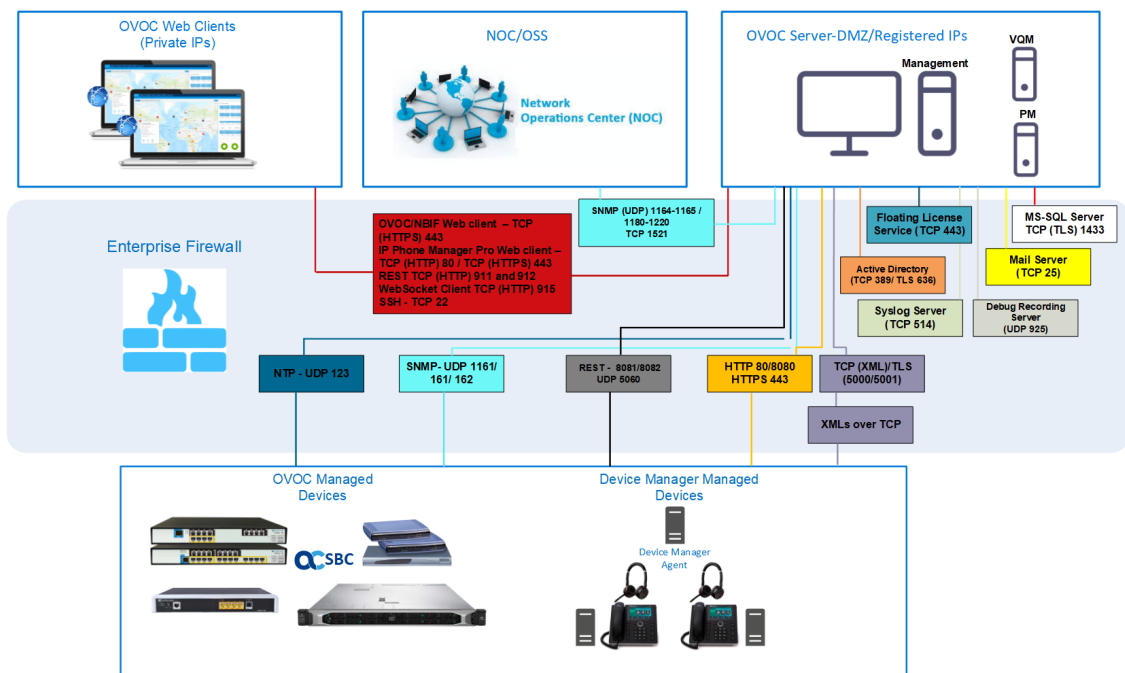 OVOC Web Clients
(Private IPs)
NOC/OSS
Network
Operations Center (NOC)
OVOC Server-DMZ/Registered IPs
VQM
Management
PM
Enterprise Firewall
OVOC/NBIF Web client – TCP
(HTTPS) 443
IP Phone Manager Pro Web client –
TCP (HTTP) 80 / TCP (HTTPS) 443
REST TCP (HTTP) 911 and 912
WebSocket Client TCP (HTTP) 915
SSH - TCP 22
SNMP (UDP) 1164-1165 /
1180-1220
TCP 1521
Floating License
Service (TCP 443)
MS-SQL Server
TCP (TLS) 1433
Active Directory
(TCP 389/ TLS 636)
Mail Server
(TCP 25)
Syslog Server
(TCP 514)
Debug Recording
Server
(UDP 925)
NTP - UDP 123
SNMP- UDP 1161/
161/ 162
REST - 8081/8082
UDP 5060
HTTP 80/8080
HTTPS 443
TCP (XML)/TLS
(5000/5001)
XMLs over TCP
OVOC Managed
Devices
Device Manager Managed
Devices
SBC
Device Manager
Agent